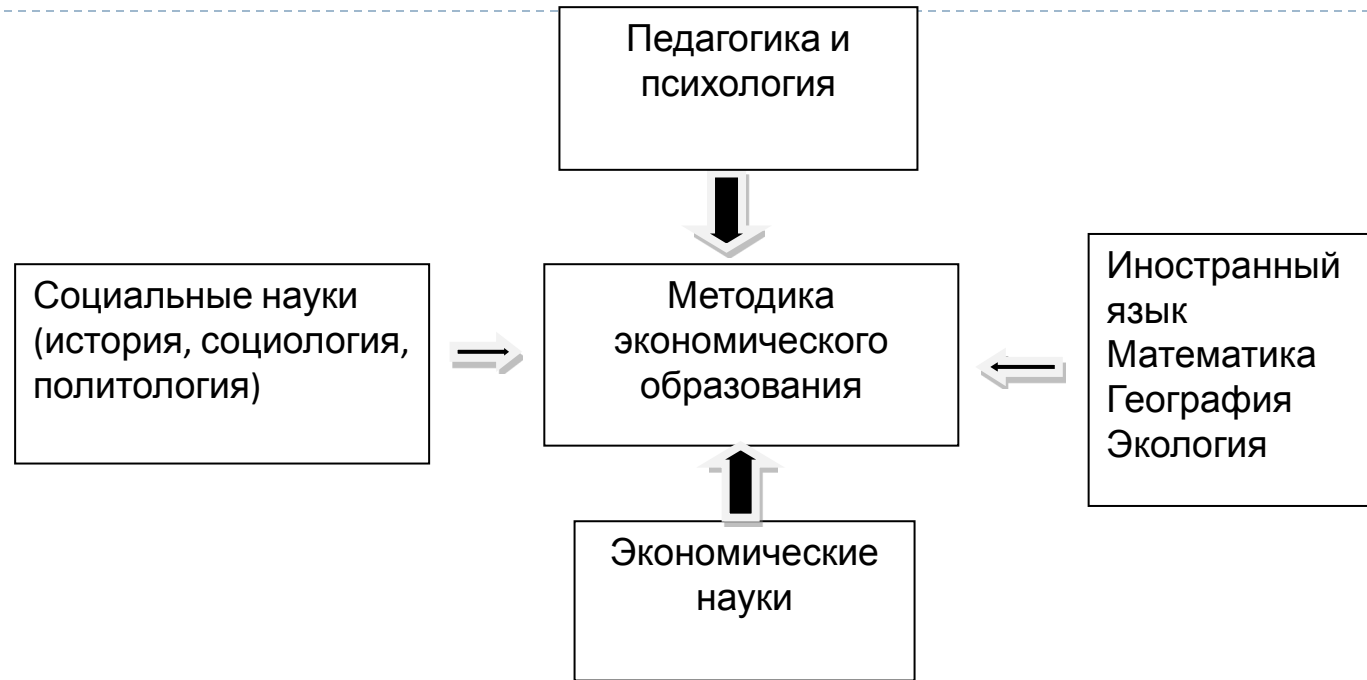 Педагогика и
психология
Социальные науки
(история, социология,
политология)
Методика
экономического
образования
Иностранный
язык
Математика
География
Экология
Экономические
науки